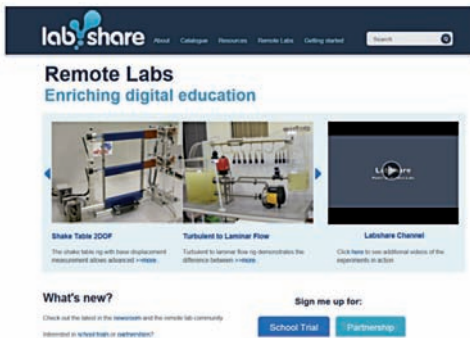 labshare
About Catalogue Resources Remote Labs Getting started
Search
Remote Labs
Enriching digital education
Labshare
Shake Table 2DOF
The shake table rig with base displacement
measurement allows advanced >>more.
Turbulent to Laminar Flow
Turbulent to laminar flow rig demonstrates the
difference between >>more.
Labshare Channel
Click here to see additional videos of the
experiments in action
What's new?
Check out the latest in the newsroom and the remote lab community
Interested in school trials or partnerships?
Sign me up for:
School Trial
Partnership